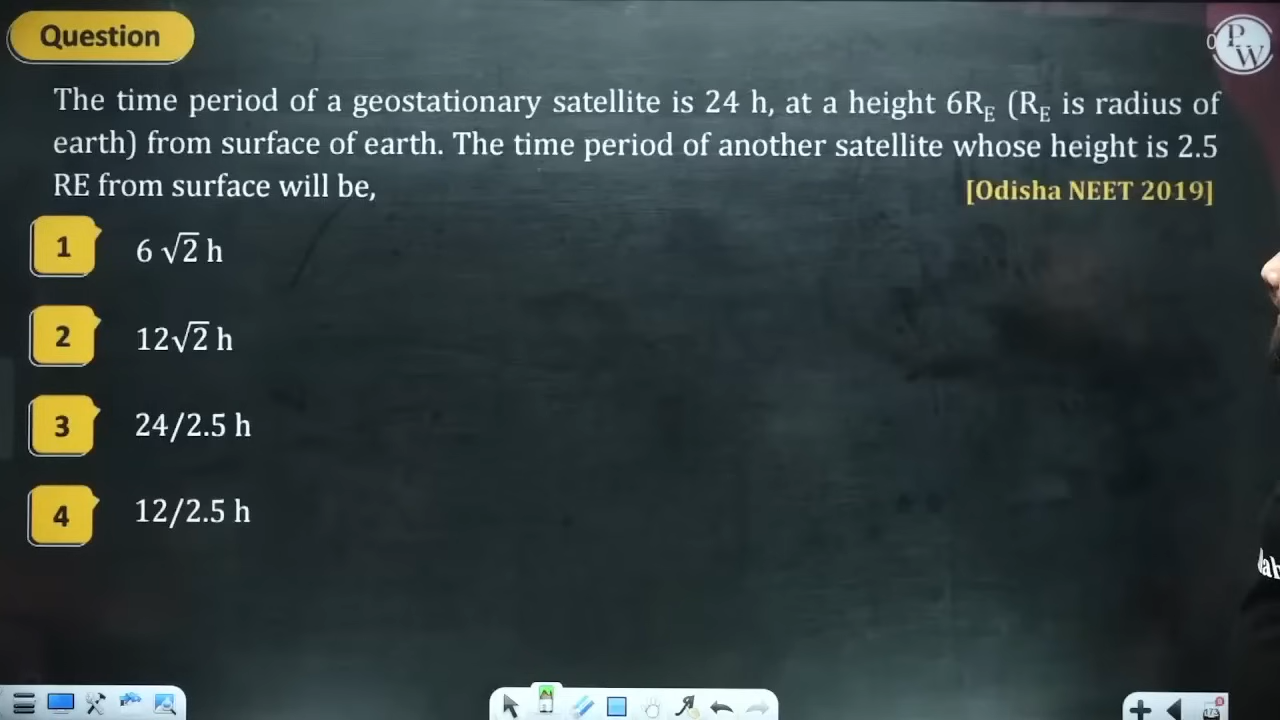 Question
PW
The time period of a geostationary satellite is 24 h, at a height 6R_E (R_E is radius of
earth) from surface of earth. The time period of another satellite whose height is 2.5
RE from surface will be,
[Odisha NEET 2019]
1 6 √2 h
2 12√2 h
3 24/2.5 h
4 12/2.5 h